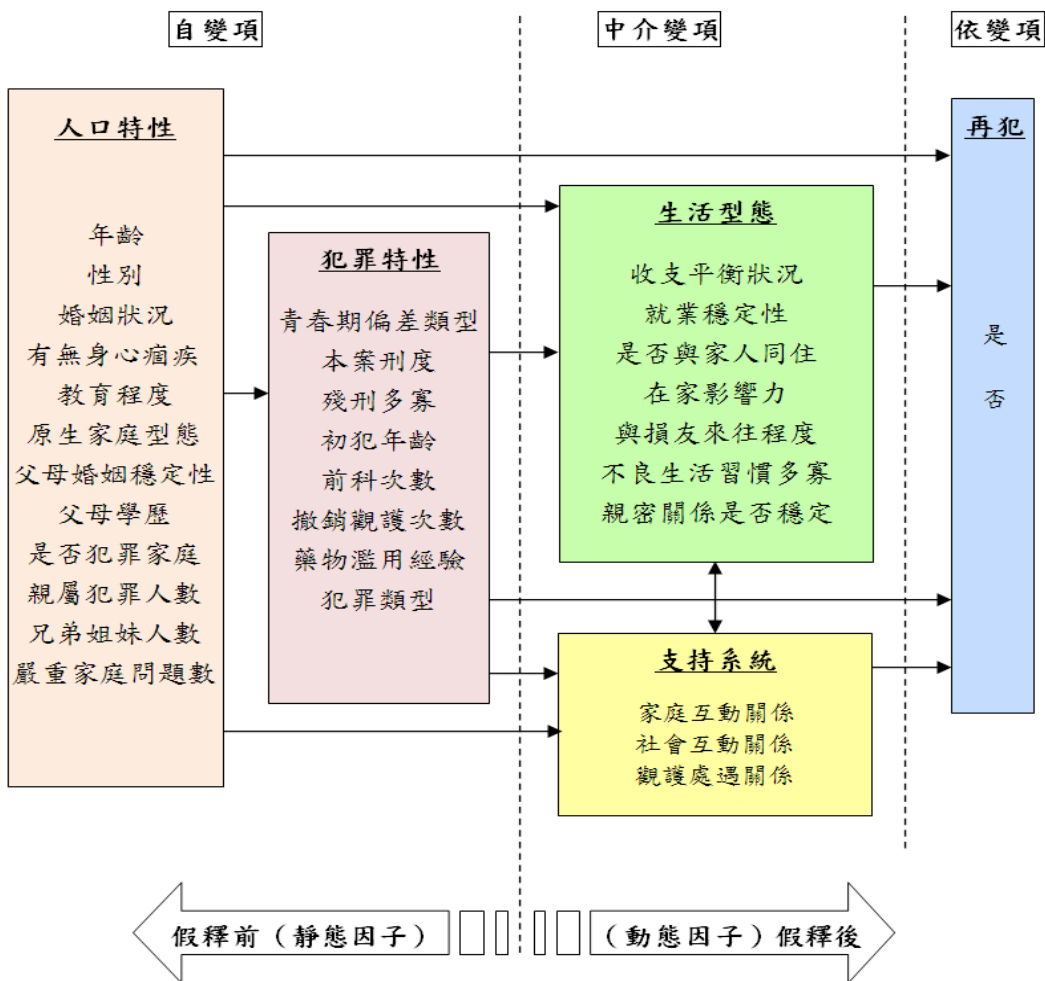 自變項
中介變項
依變項
人口特性
年齡
性別
婚姻狀況
有無身心痼疾
教育程度
原生家庭型態
父母婚姻穩定性
父母學歷
是否犯罪家庭
親屬犯罪人數
兄弟姐妹人數
嚴重家庭問題數
犯罪特性
青春期偏差類型
本案刑度
殘刑多寡
初犯年齡
前科次數
撤銷觀護次數
藥物濫用經驗
犯罪類型
生活型態
收支平衡狀況
就業穩定性
是否與家人同住
在家影響力
與損友來往程度
不良生活習慣多寡
親密關係是否穩定
支持系統
家庭互動關係
社會互動關係
觀護處遇關係
再犯
是
否
假釋前（靜態因子）
（動態因子）假釋後